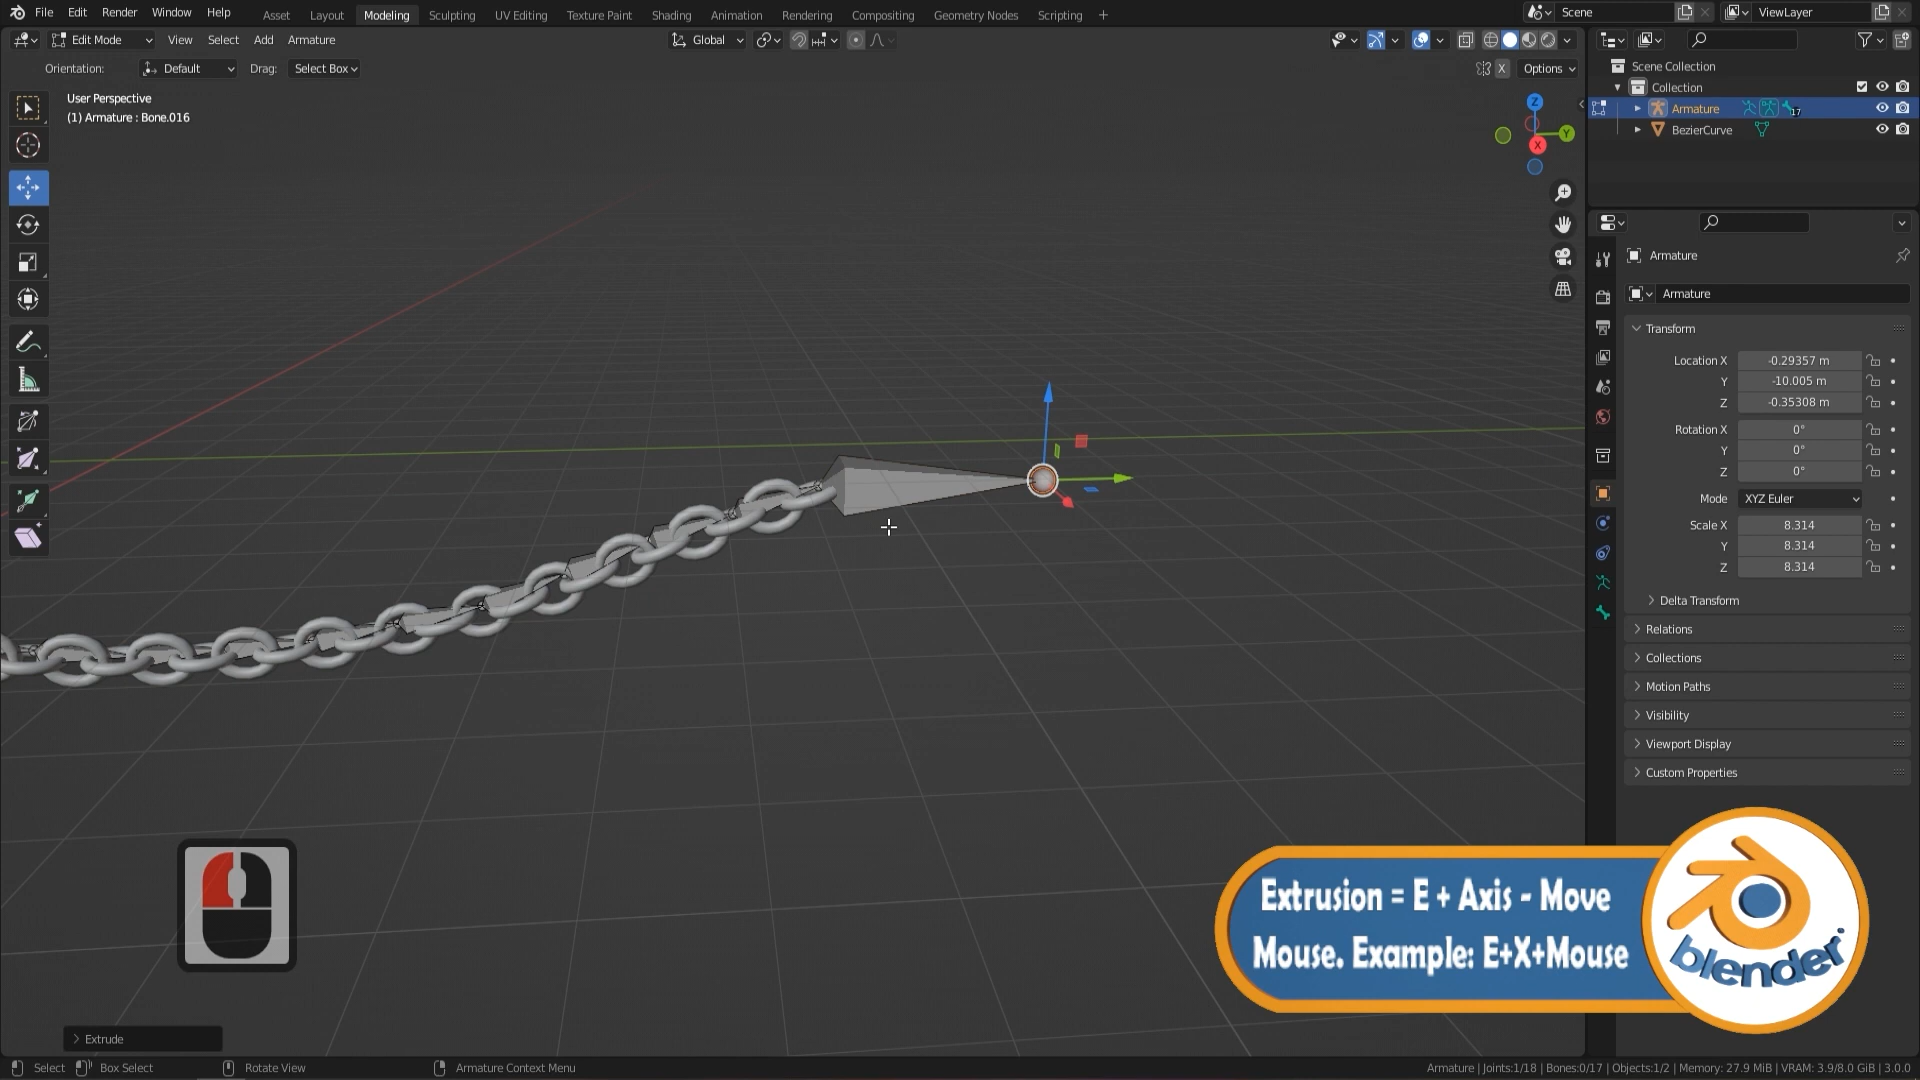 File Edit Render Window Help
Asset Layout Modeling Sculpting UV Editing Texture Paint Shading Animation Rendering Compositing Geometry Nodes Scripting +
Scene ViewLayer
Edit Mode View Select Add Armature Global
Orientation: Default Drag: Select Box X Options
User Perspective
(1) Armature : Bone.016
Z
Y
X
Scene Collection
Collection
Armature 17
BezierCurve
Armature
Armature
Transform
Location X -0.29357 m
Y -10.005 m
Z -0.35308 m
Rotation X 0°
Y 0°
Z 0°
Mode XYZ Euler
Scale X 8.314
Y 8.314
Z 8.314
Delta Transform
Relations
Collections
Motion Paths
Visibility
Viewport Display
Custom Properties
Extrusion = E + Axis - Move
Mouse. Example: E+X+Mouse
blender
Extrude
Select Box Select Rotate View Armature Context Menu
Armature | Joints:1/18 | Bones:0/17 | Objects:1/2 | Memory: 27.9 MiB | VRAM: 3.9/8.0 GiB | 3.0.0